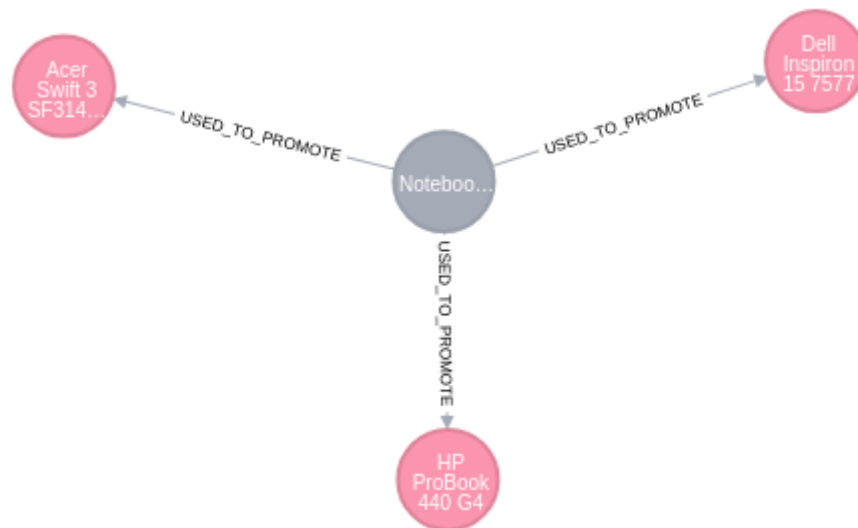 Acer
Swift 3
SF314...
USED_TO_PROMOTE
Noteboo...
USED_TO_PROMOTE
Dell
Inspiron
15 7577
USED_TO_PROMOTE
HP
ProBook
440 G4